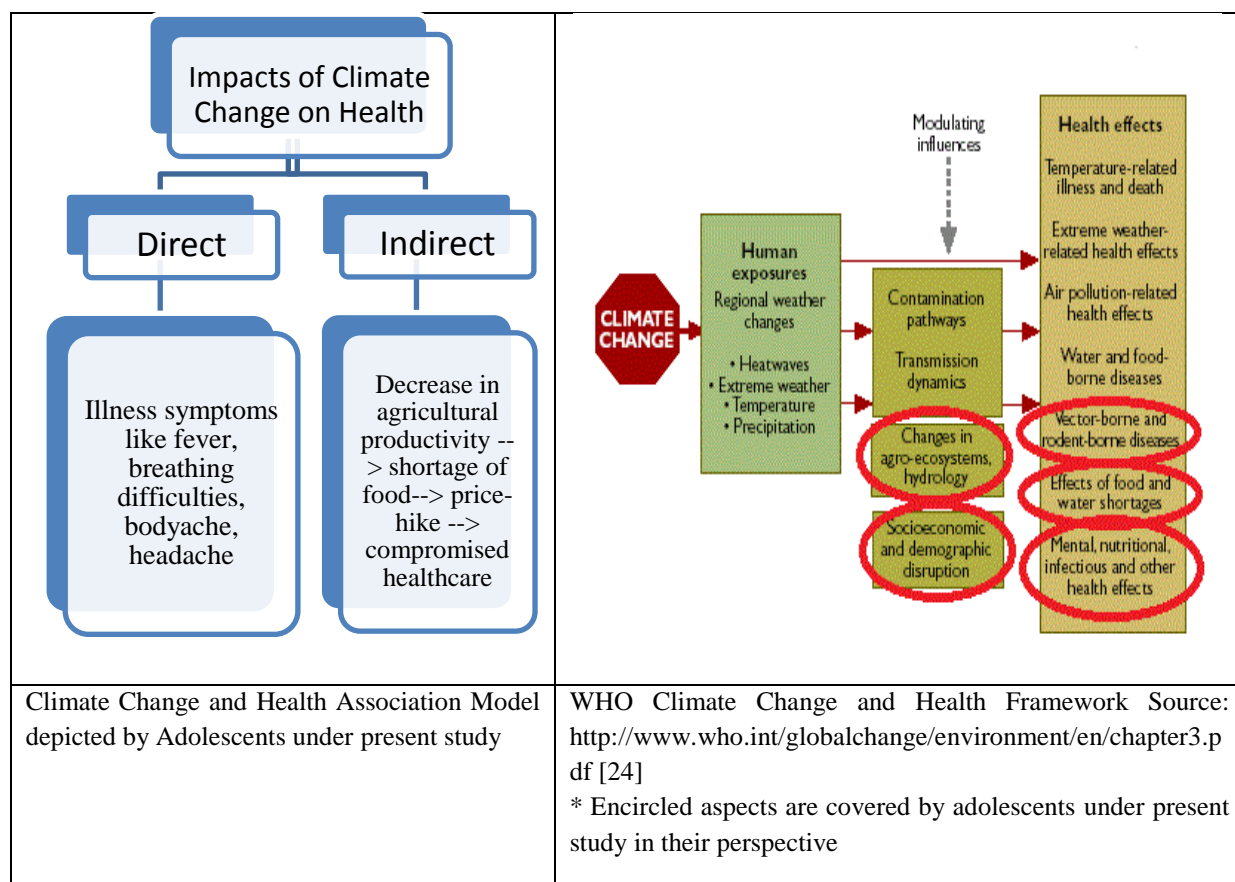 Impacts of Climate
Change on Health
Direct
Indirect
Illness symptoms
like fever,
breathing
difficulties,
bodyache,
headache
Decrease in
agricultural
productivity --
> shortage of
food--> price-
hike -->
compromised
healthcare
CLIMATE
CHANGE
Human
exposures
Regional weather
changes
• Heatwaves
• Extreme weather
• Temperature
• Precipitation
Modulating
influences
Contamination
pathways
Transmission
dynamics
Changes in
agro-ecosystems,
hydrology
Socioeconomic
and demographic
disruption
Health effects
Temperature-related
illness and death
Extreme weather-
related health effects
Air pollution-related
health effects
Water and food-
borne diseases
Vector-borne and
rodent-borne diseases
Effects of food and
water shortages
Mental, nutritional,
infectious and other
health effects
Climate Change and Health Association Model
depicted by Adolescents under present study
WHO Climate Change and Health Framework Source:
http://www.who.int/globalchange/environment/en/chapter3.p
df [24]
* Encircled aspects are covered by adolescents under present
study in their perspective